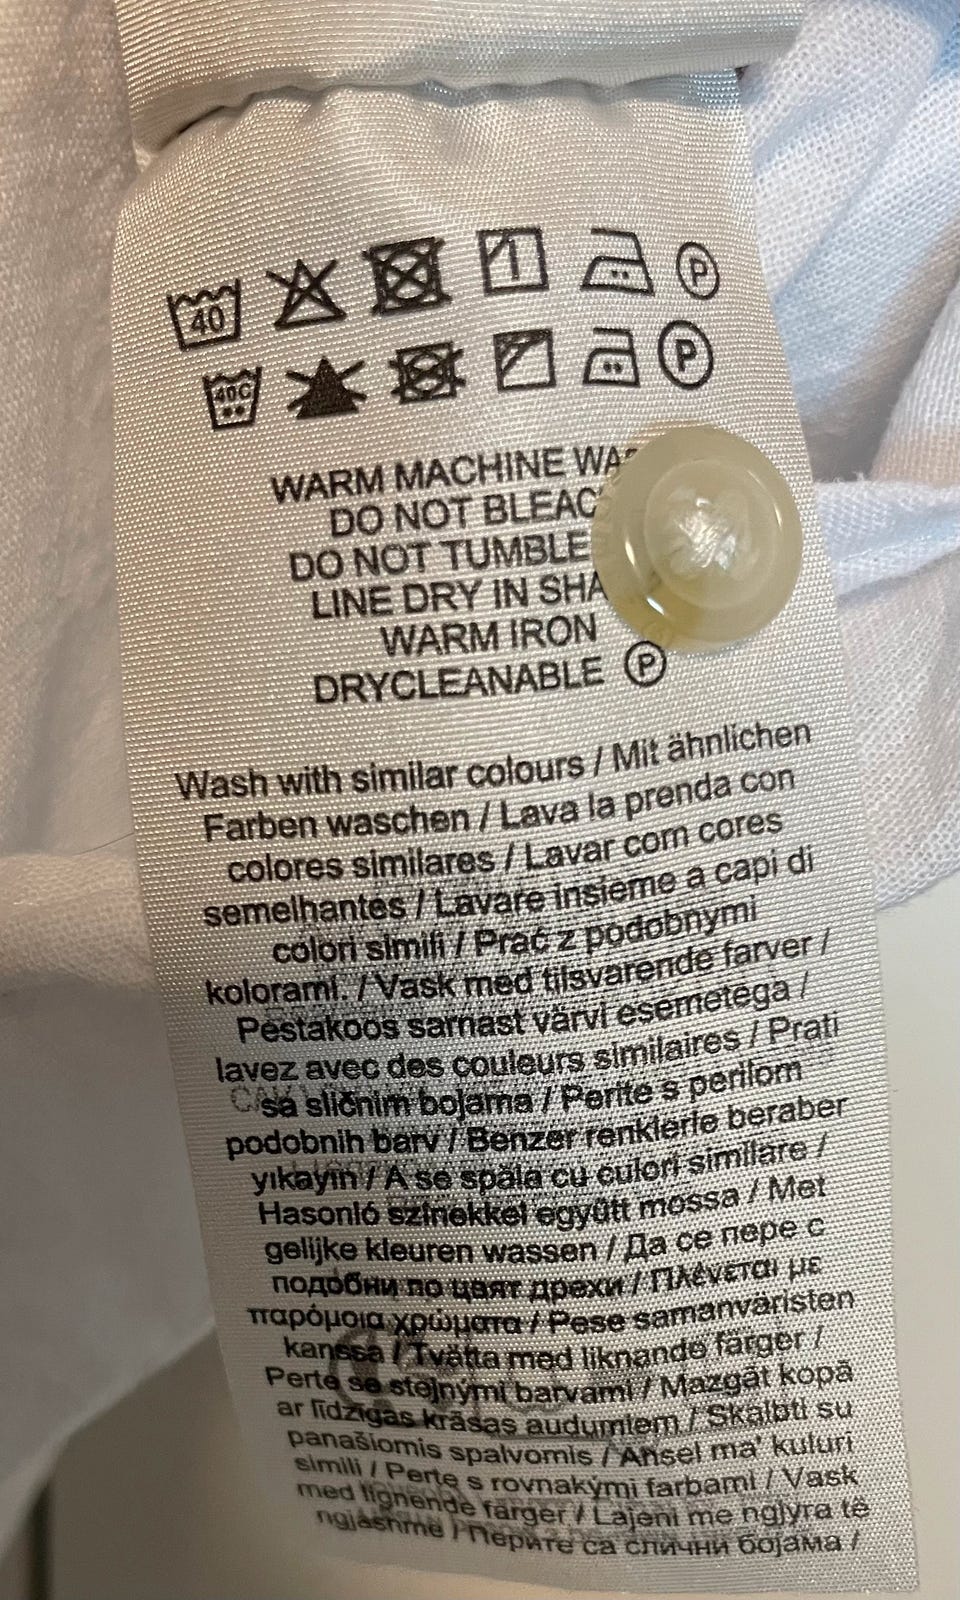 40 P
40C P
WARM MACHINE
DO NOT
DO NOT TUMBLE
LINE DRY IN
WARM IRON
DRYCLEANABLE P
Wash with similar colours / Mit ähnlichen
Farben waschen / Lava la prenda con
colores similares / Lavar com cores
semelhantes / Lavare insieme a capi di
colori simili / Prać z podobnymi
kolorami. / Vask med tilsvarende farver /
Pestakoos sarnast värvi esemetega /
lavez avec des couleurs similaires / Prati
sa sličnim bojama / Perite s perilom
podobnih barv / Benzer renklerle beraber
yıkayın / A se spăla cu culori similare /
Hasonló színekkel együtt mossa / Met
gelijke kleuren wassen / Да се пере с
подобни по цвят дрехи / Πλένεται με
παρόμοια χρώματα / Pese samanväristen
kanssa / Tvätta med liknande färger /
Perte se stejnými barvami / Mazgāt kopā
ar līdzīgas krāsas audumiem / Skalbti su
panašiomis spalvomis / Aħsel ma' kuluri
simili / Perte s rovnakými farbami / Vask
med lignende farger / Lajeni me ngjyra të
ngjashme / Перите са слични бојама /